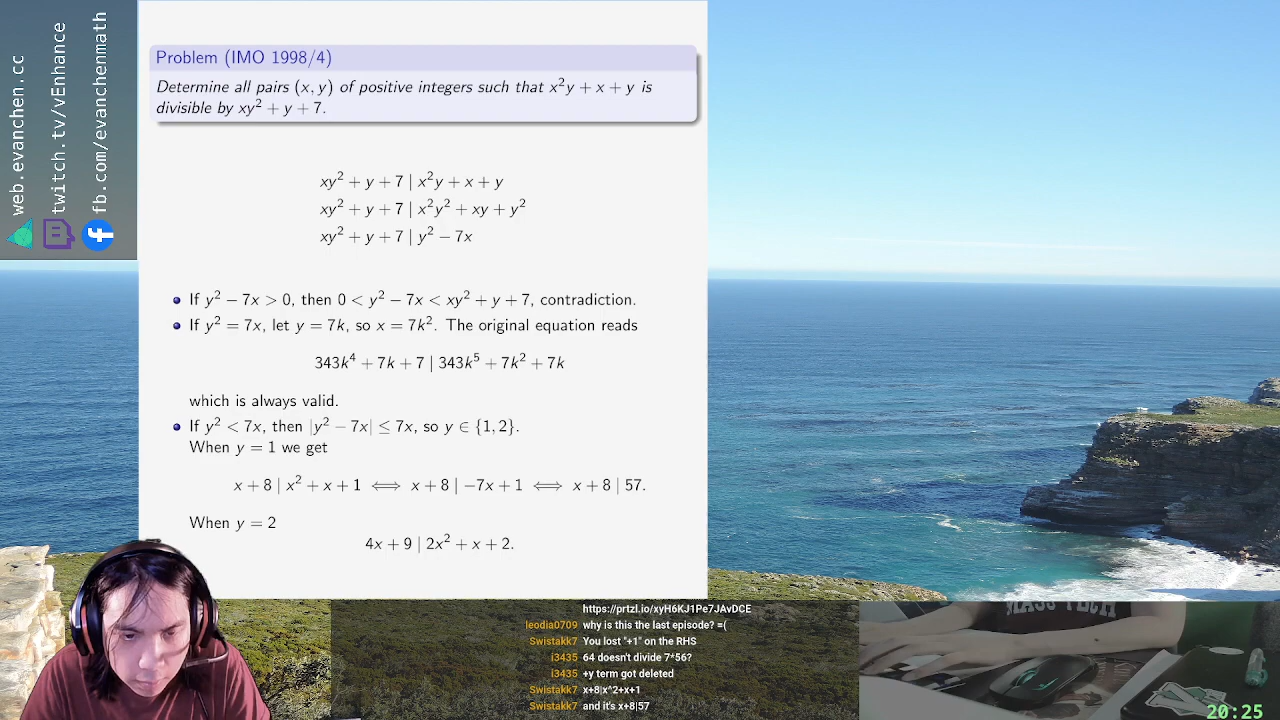 web.evanchen.cc
twitch.tv/vEnhance
fb.com/evanchenmath
Problem (IMO 1998/4)
Determine all pairs (x, y) of positive integers such that x²y + x + y is
divisible by xy² + y + 7.
xy² + y + 7 | x²y + x + y
xy² + y + 7 | x²y² + xy + y²
xy² + y + 7 | y² − 7x
• If y² − 7x > 0, then 0 < y² − 7x < xy² + y + 7, contradiction.
• If y² = 7x, let y = 7k, so x = 7k². The original equation reads
343k⁴ + 7k + 7 | 343k⁵ + 7k² + 7k
which is always valid.
• If y² < 7x, then |y² − 7x| ≤ 7x, so y ∈ {1, 2}.
When y = 1 we get
x + 8 | x² + x + 1 ⟺ x + 8 | −7x + 1 ⟺ x + 8 | 57.
When y = 2
4x + 9 | 2x² + x + 2.
https://prtzl.io/xyH6KJ1Pe7JAvDCE
leodia0709 why is this the last episode? =(
Swistakk7 You lost "+1" on the RHS
i3435 64 doesn't divide 7*56?
i3435 +y term got deleted
Swistakk7 x+8|x^2+x+1
Swistakk7 and it's x+8|57
20:25